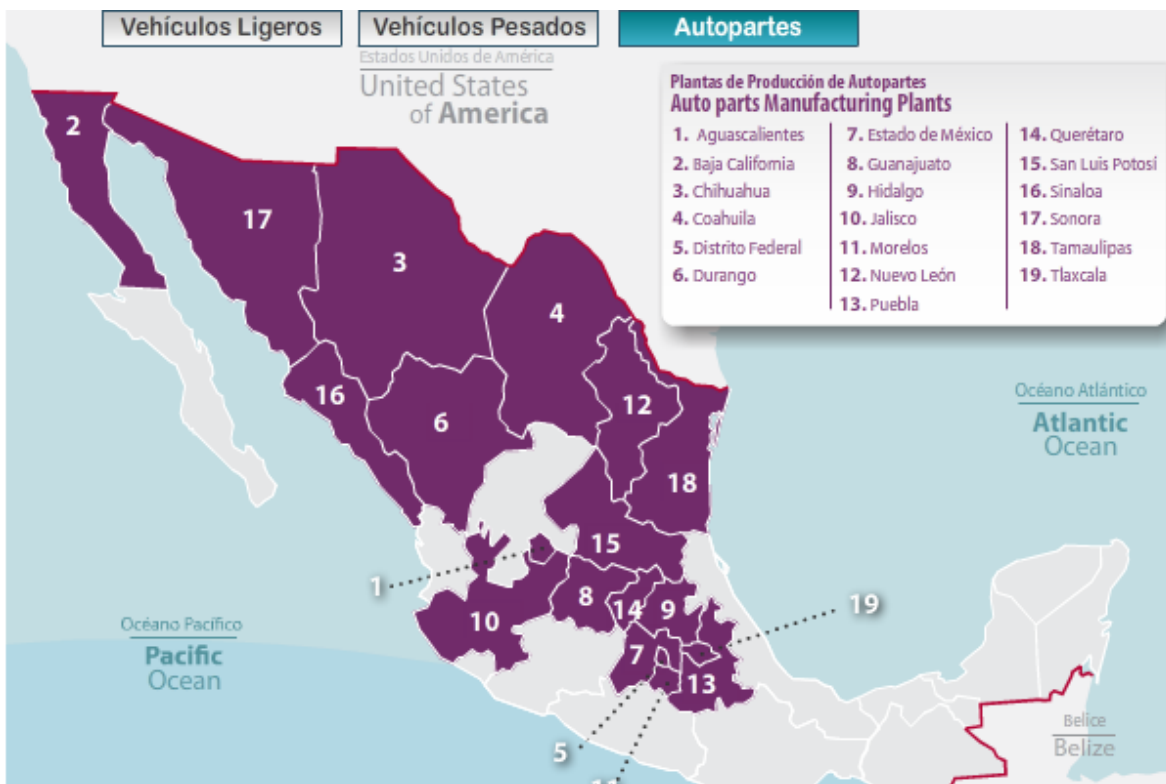 Vehículos Ligeros
Vehículos Pesados
Autopartes
Estados Unidos de América
United States
of America
Plantas de Producción de Autopartes
Auto parts Manufacturing Plants
1. Aguascalientes
2. Baja California
3. Chihuahua
4. Coahuila
5. Distrito Federal
6. Durango
7. Estado de México
8. Guanajuato
9. Hidalgo
10. Jalisco
11. Morelos
12. Nuevo León
13. Puebla
14. Querétaro
15. San Luis Potosí
16. Sinaloa
17. Sonora
18. Tamaulipas
19. Tlaxcala
2
17
3
4
16
6
12
18
15
1
8
14
9
19
10
7
13
5
11
Océano Atlántico
Atlantic
Ocean
Océano Pacífico
Pacific
Ocean
Belice
Belize